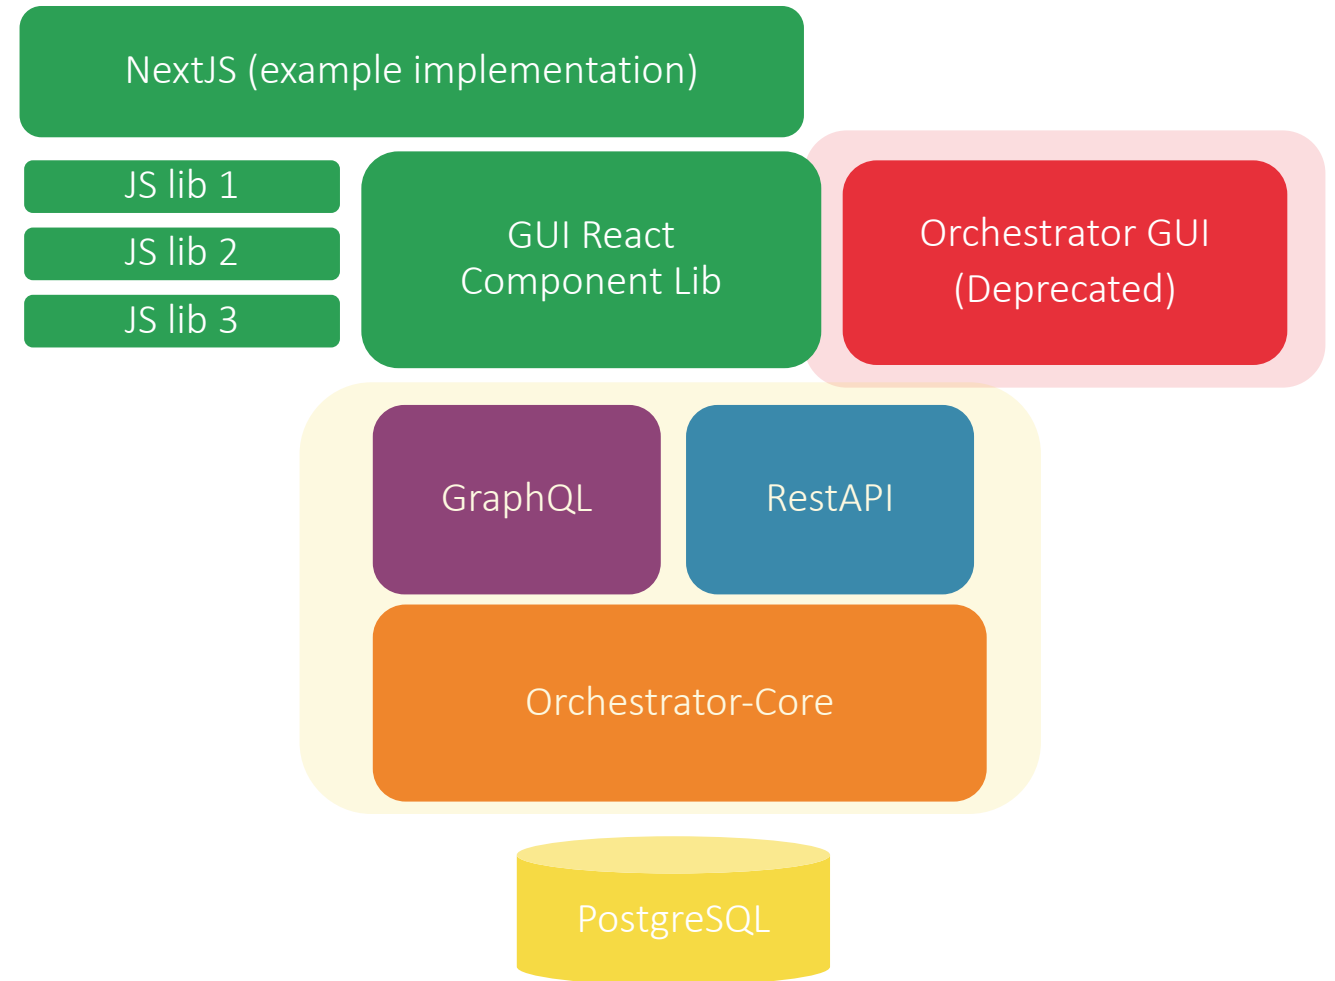 NextJS (example implementation)
JS lib 1
JS lib 2
JS lib 3
GUI React
Component Lib
Orchestrator GUI
(Deprecated)
GraphQL
RestAPI
Orchestrator-Core
PostgreSQL